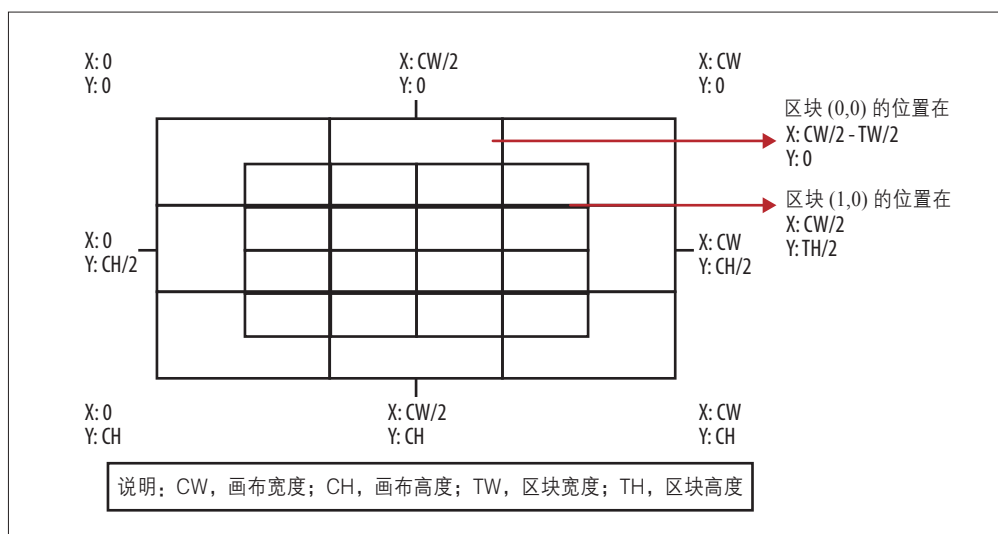 X: 0
Y: 0
X: CW/2
Y: 0
X: CW
Y: 0
区块 (0,0) 的位置在
X: CW/2 - TW/2
Y: 0
区块 (1,0) 的位置在
X: CW/2
Y: TH/2
X: 0
Y: CH/2
X: CW
Y: CH/2
X: 0
Y: CH
X: CW/2
Y: CH
X: CW
Y: CH
说明：CW，画布宽度；CH，画布高度；TW，区块宽度；TH，区块高度